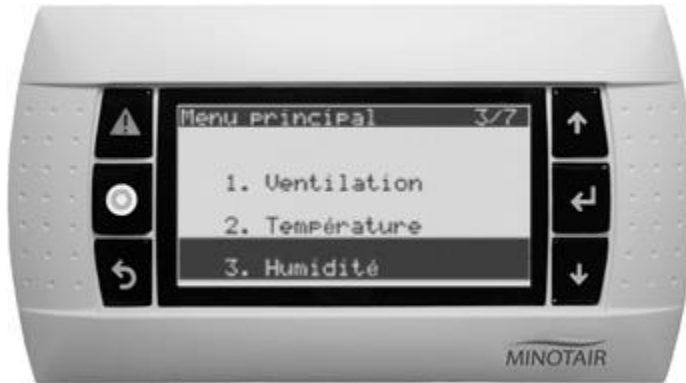 Menu principal 3/7
1. Ventilation
2. Température
3. Humidité
MINOTAIR